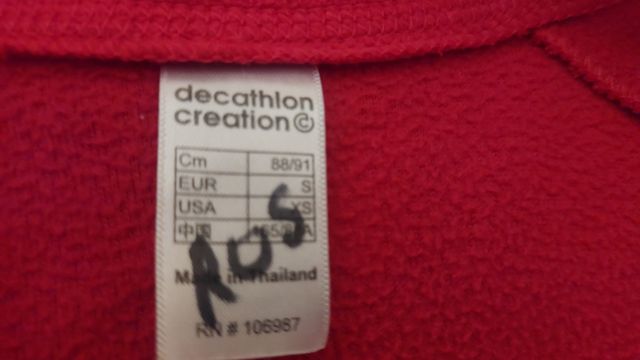 decathlon
creation©
Cm 88/91
EUR S
USA XS
中国
ROS
Made in Thailand
RN # 106987